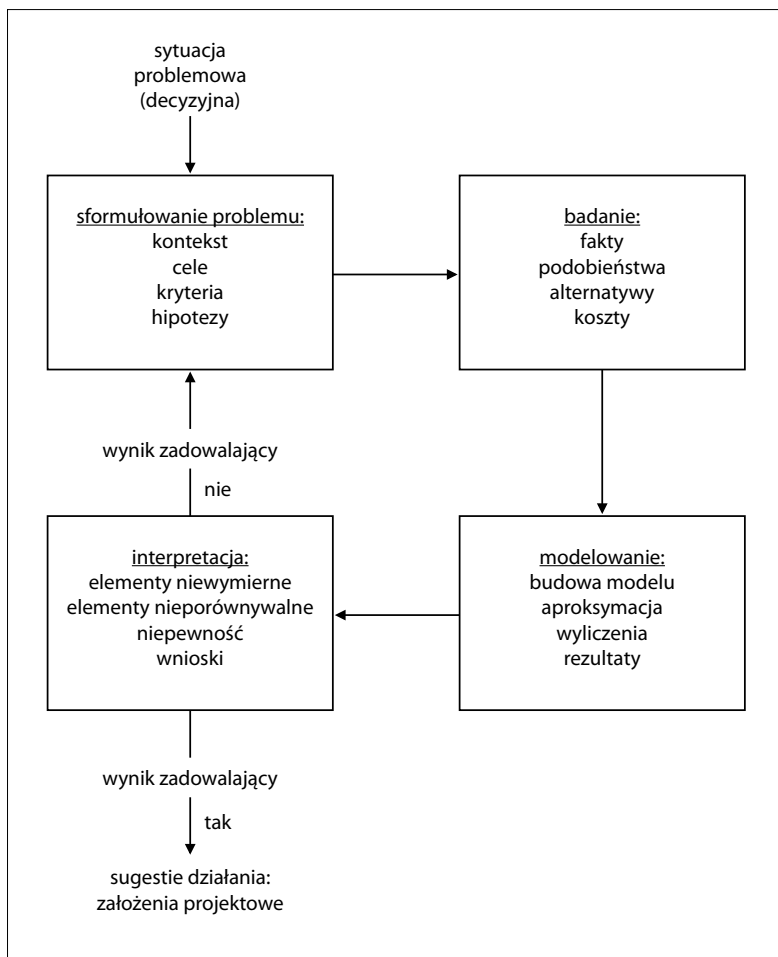 sytuacja
problemowa
(decyzyjna)
sformułowanie problemu:
kontekst
cele
kryteria
hipotezy
badanie:
fakty
podobieństwa
alternatywy
koszty
modelowanie:
budowa modelu
aproksymacja
wyliczenia
rezultaty
interpretacja:
elementy niewymierne
elementy nieporównywalne
niepewność
wnioski
wynik zadowalający
nie
wynik zadowalający
tak
sugestie działania:
założenia projektowe